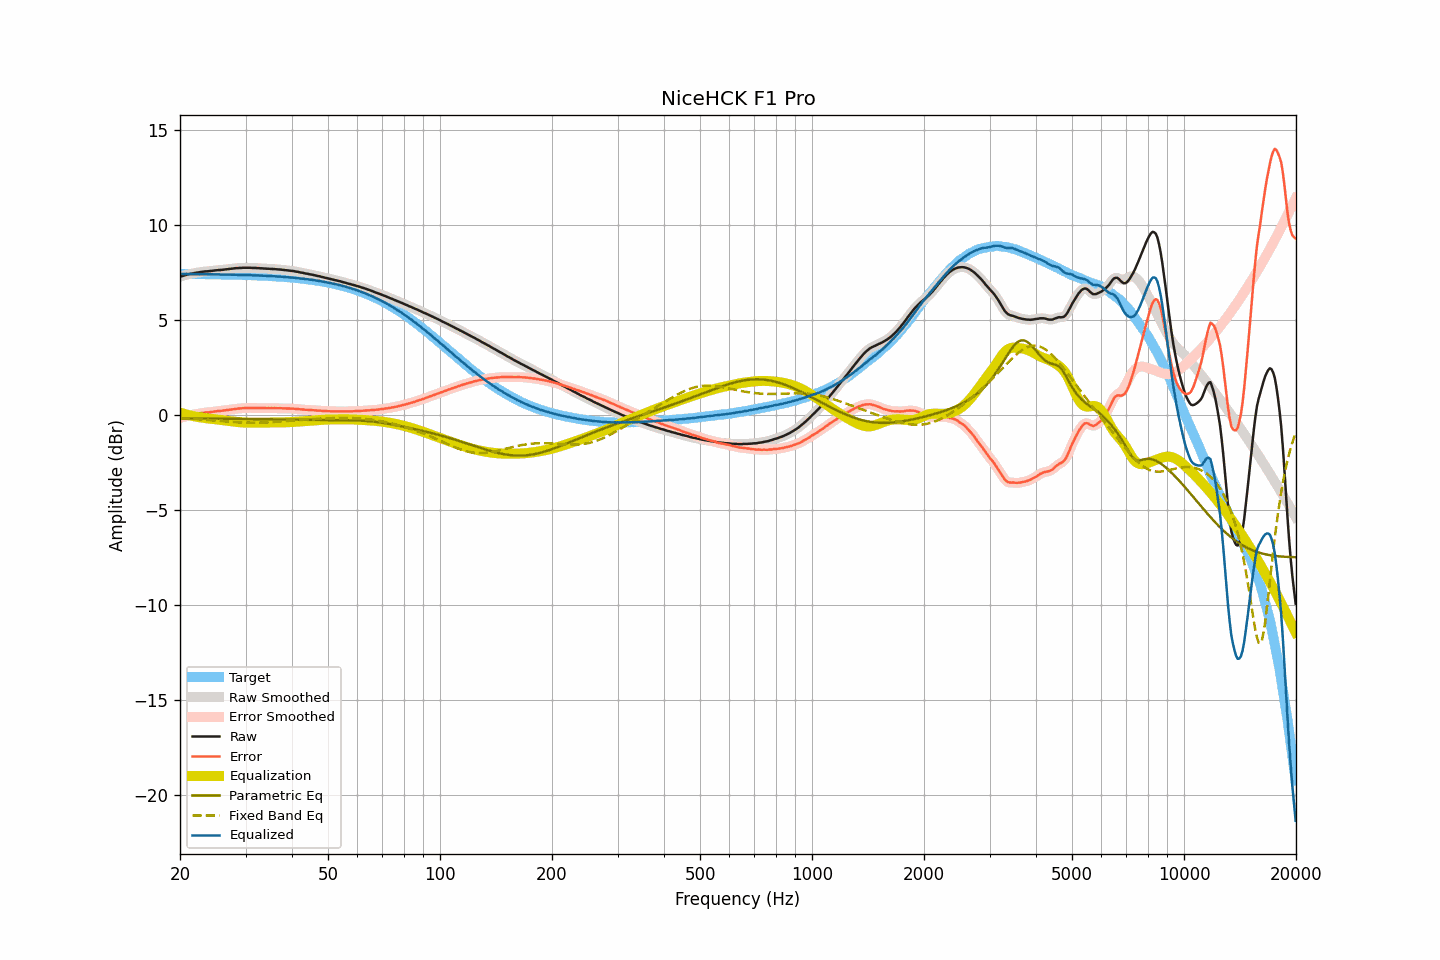 NiceHCK F1 Pro
15
10
5
0
−5
−10
−15
−20
Amplitude (dBr)
Target
Raw Smoothed
Error Smoothed
Raw
Error
Equalization
Parametric Eq
Fixed Band Eq
Equalized
20 50 100 200 500 1000 2000 5000 10000 20000
Frequency (Hz)